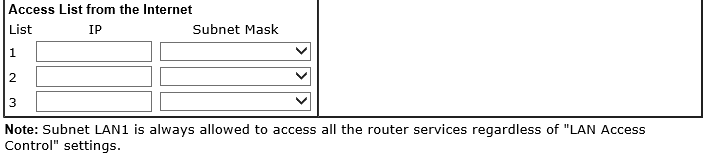 Access List from the Internet
List IP Subnet Mask
1
2
3
Note: Subnet LAN1 is always allowed to access all the router services regardless of "LAN Access
Control" settings.